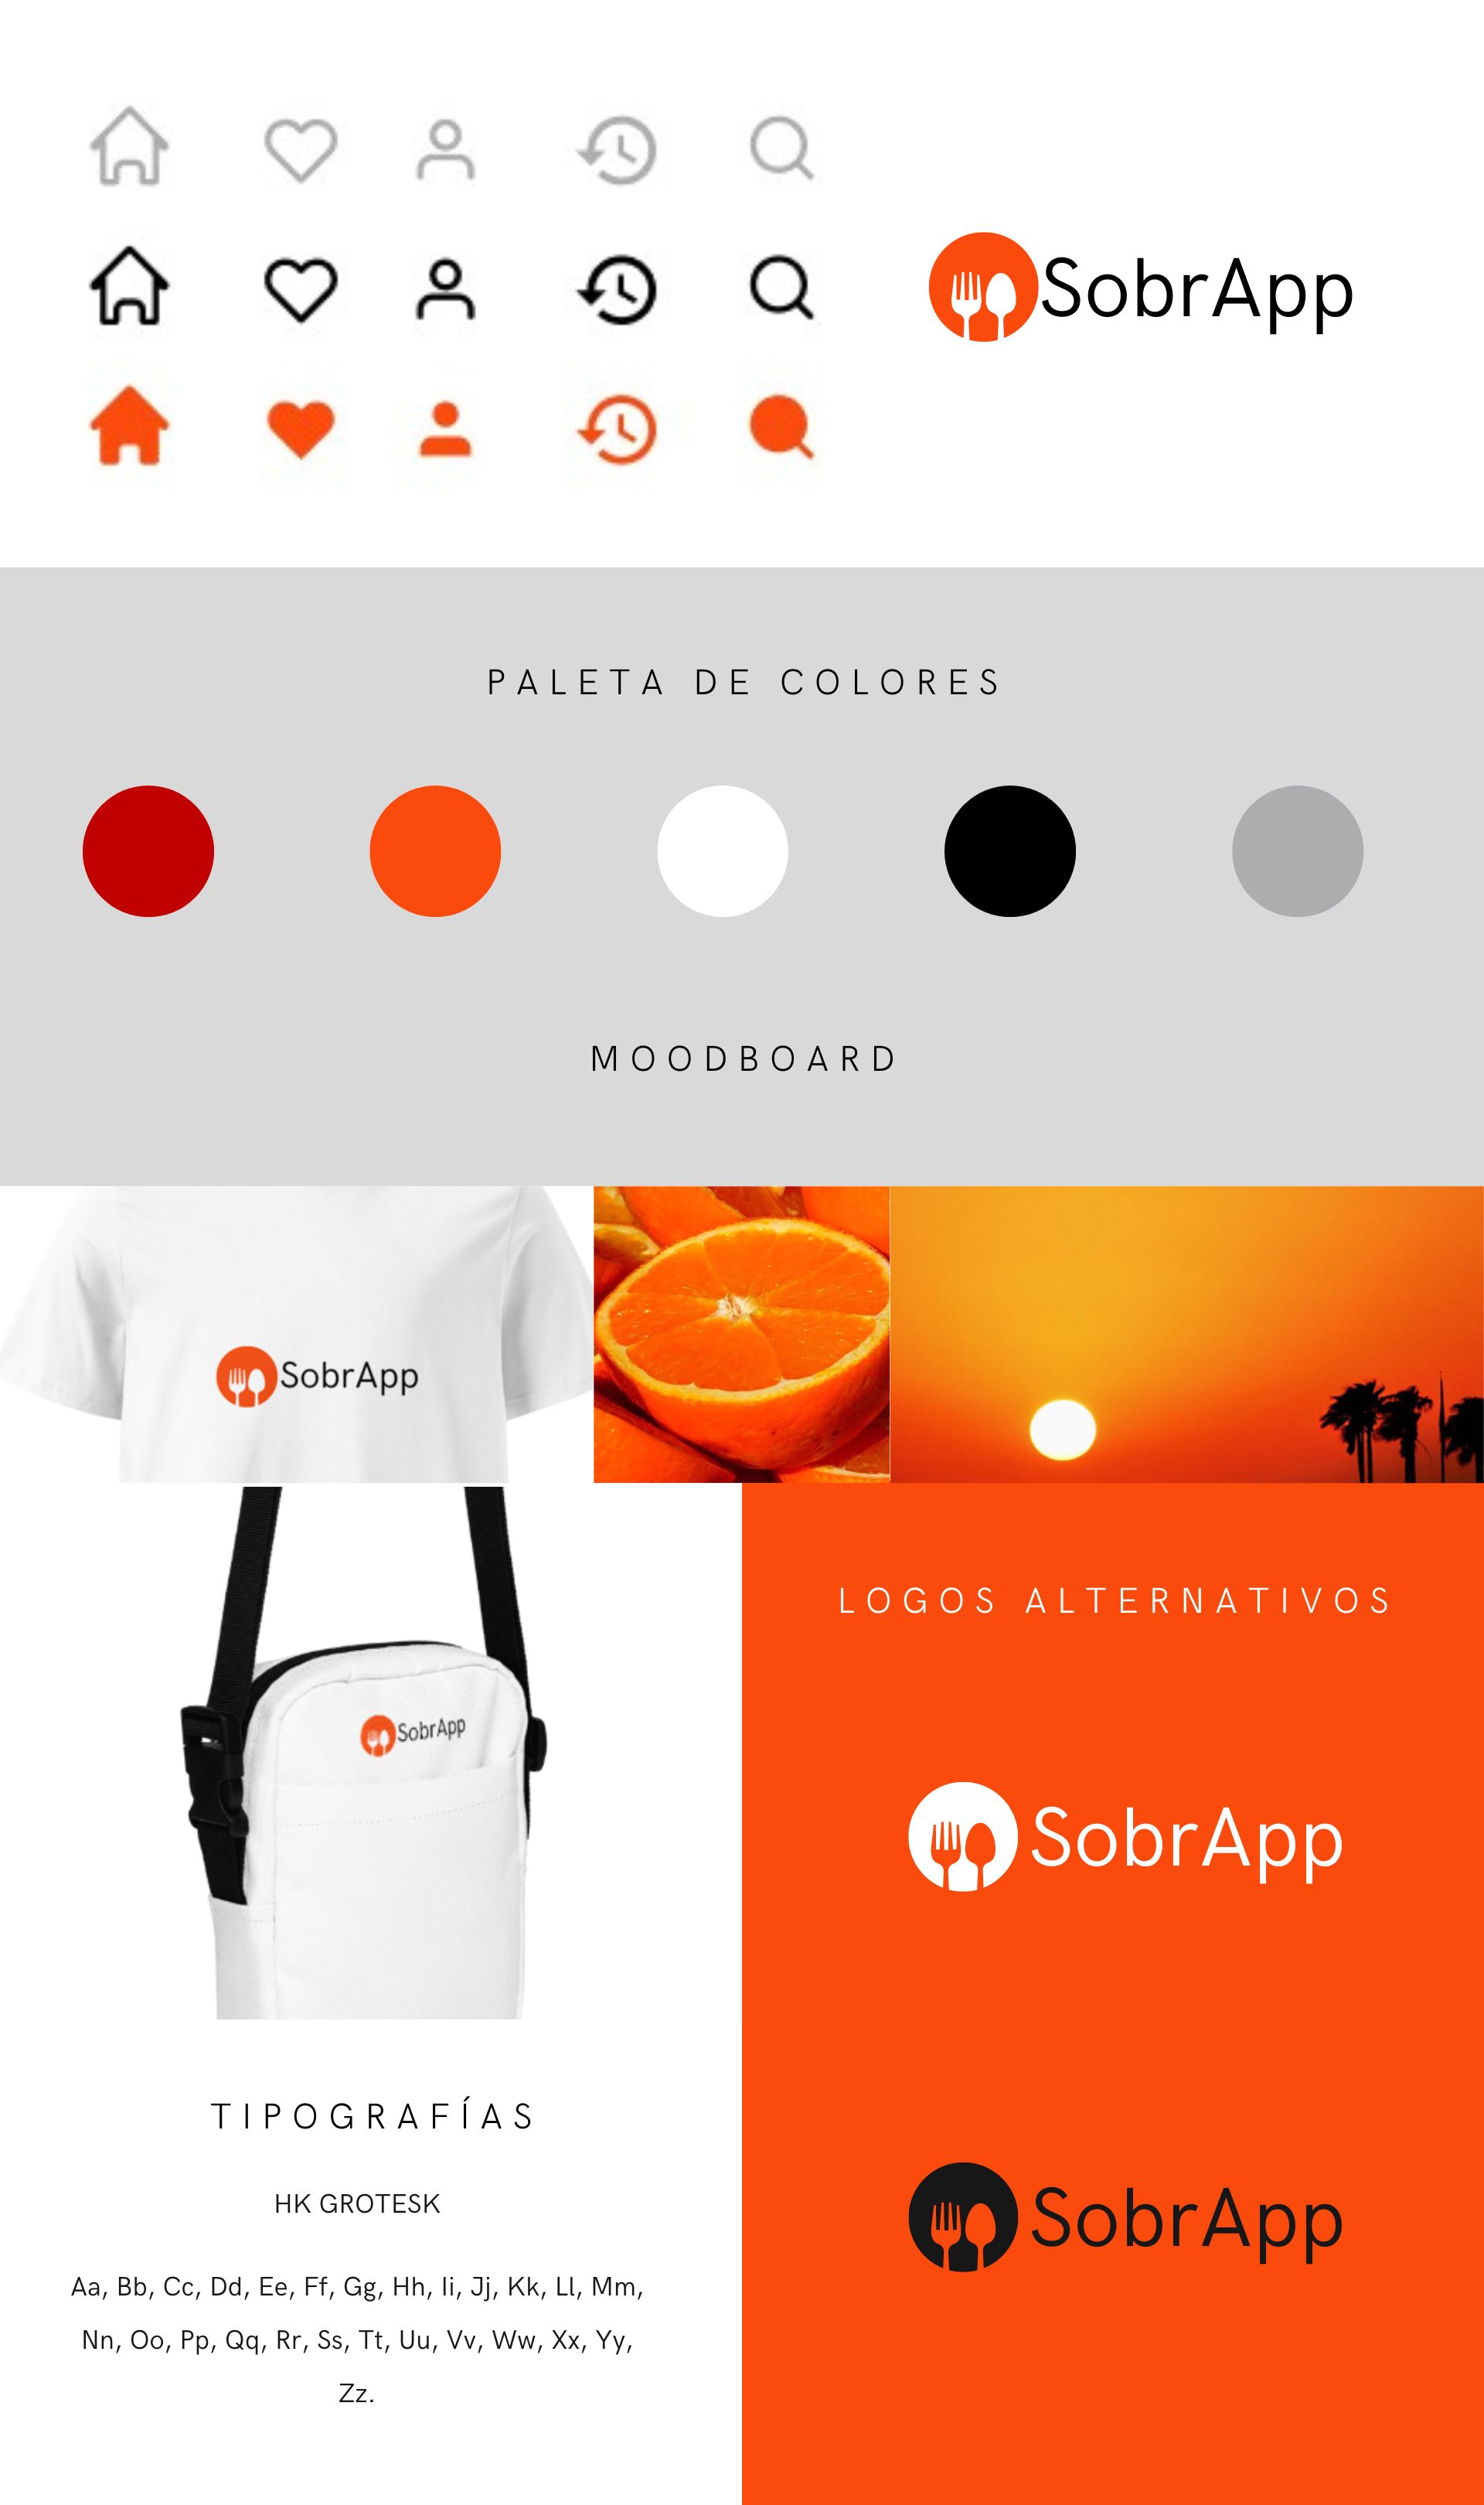 SobrApp
PALETA DE COLORES
MOODBOARD
SobrApp
SobrApp
LOGOS ALTERNATIVOS
SobrApp
SobrApp
TIPOGRAFÍAS
HK GROTESK
Aa, Bb, Cc, Dd, Ee, Ff, Gg, Hh, Ii, Jj, Kk, Ll, Mm,
Nn, Oo, Pp, Qq, Rr, Ss, Tt, Uu, Vv, Ww, Xx, Yy,
Zz.